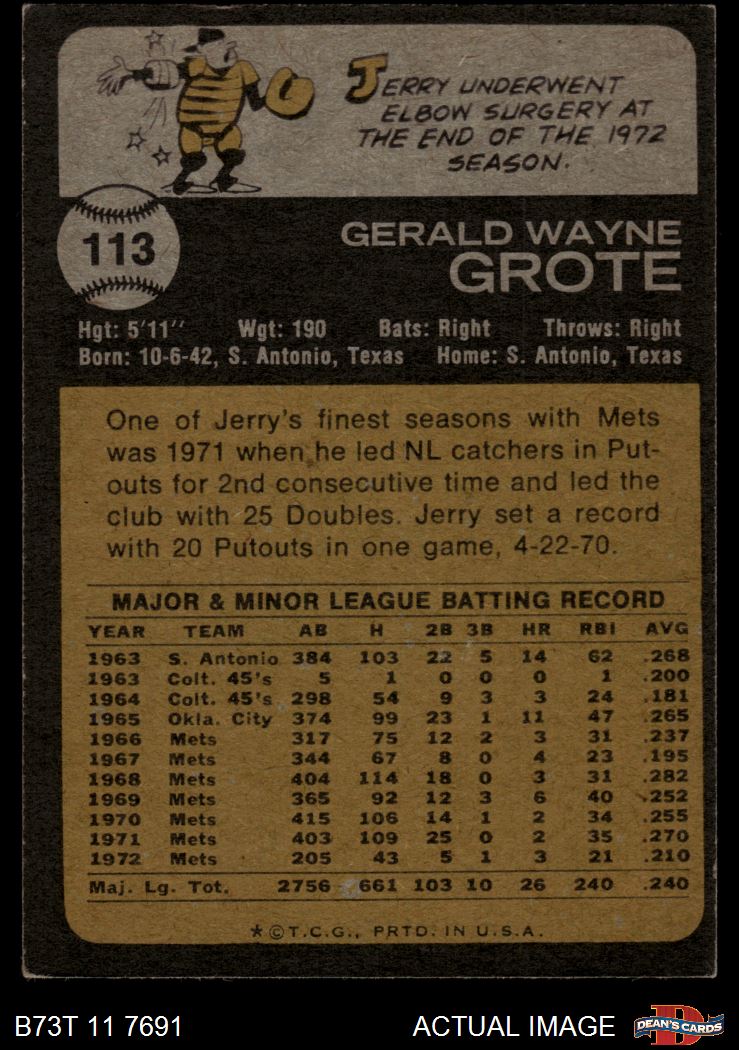 JERRY UNDERWENT
ELBOW SURGERY AT
THE END OF THE 1972
SEASON.
113
GERALD WAYNE
GROTE
Hgt: 5'11" Wgt: 190 Bats: Right Throws: Right
Born: 10-6-42, S. Antonio, Texas Home: S. Antonio, Texas
One of Jerry's finest seasons with Mets
was 1971 when he led NL catchers in Put-
outs for 2nd consecutive time and led the
club with 25 Doubles. Jerry set a record
with 20 Putouts in one game, 4-22-70.
MAJOR & MINOR LEAGUE BATTING RECORD
YEAR TEAM AB H 2B 3B HR RBI AVG
1963 S. Antonio 384 103 22 5 14 62 .268
1963 Colt. 45's 5 1 0 0 0 1 .200
1964 Colt. 45's 298 54 9 3 3 24 .181
1965 Okla. City 374 99 23 1 11 47 .265
1966 Mets 317 75 12 2 3 31 .237
1967 Mets 344 67 8 0 4 23 .195
1968 Mets 404 114 18 0 3 31 .282
1969 Mets 365 92 12 3 6 40 .252
1970 Mets 415 106 14 1 2 34 .255
1971 Mets 403 109 25 0 2 35 .270
1972 Mets 205 43 5 1 3 21 .210
Maj. Lg. Tot. 2756 661 103 10 26 240 .240
*©T.C.G., PRTD. IN U.S.A.
B73T 11 7691 ACTUAL IMAGE
D
DEAN'S CARDS